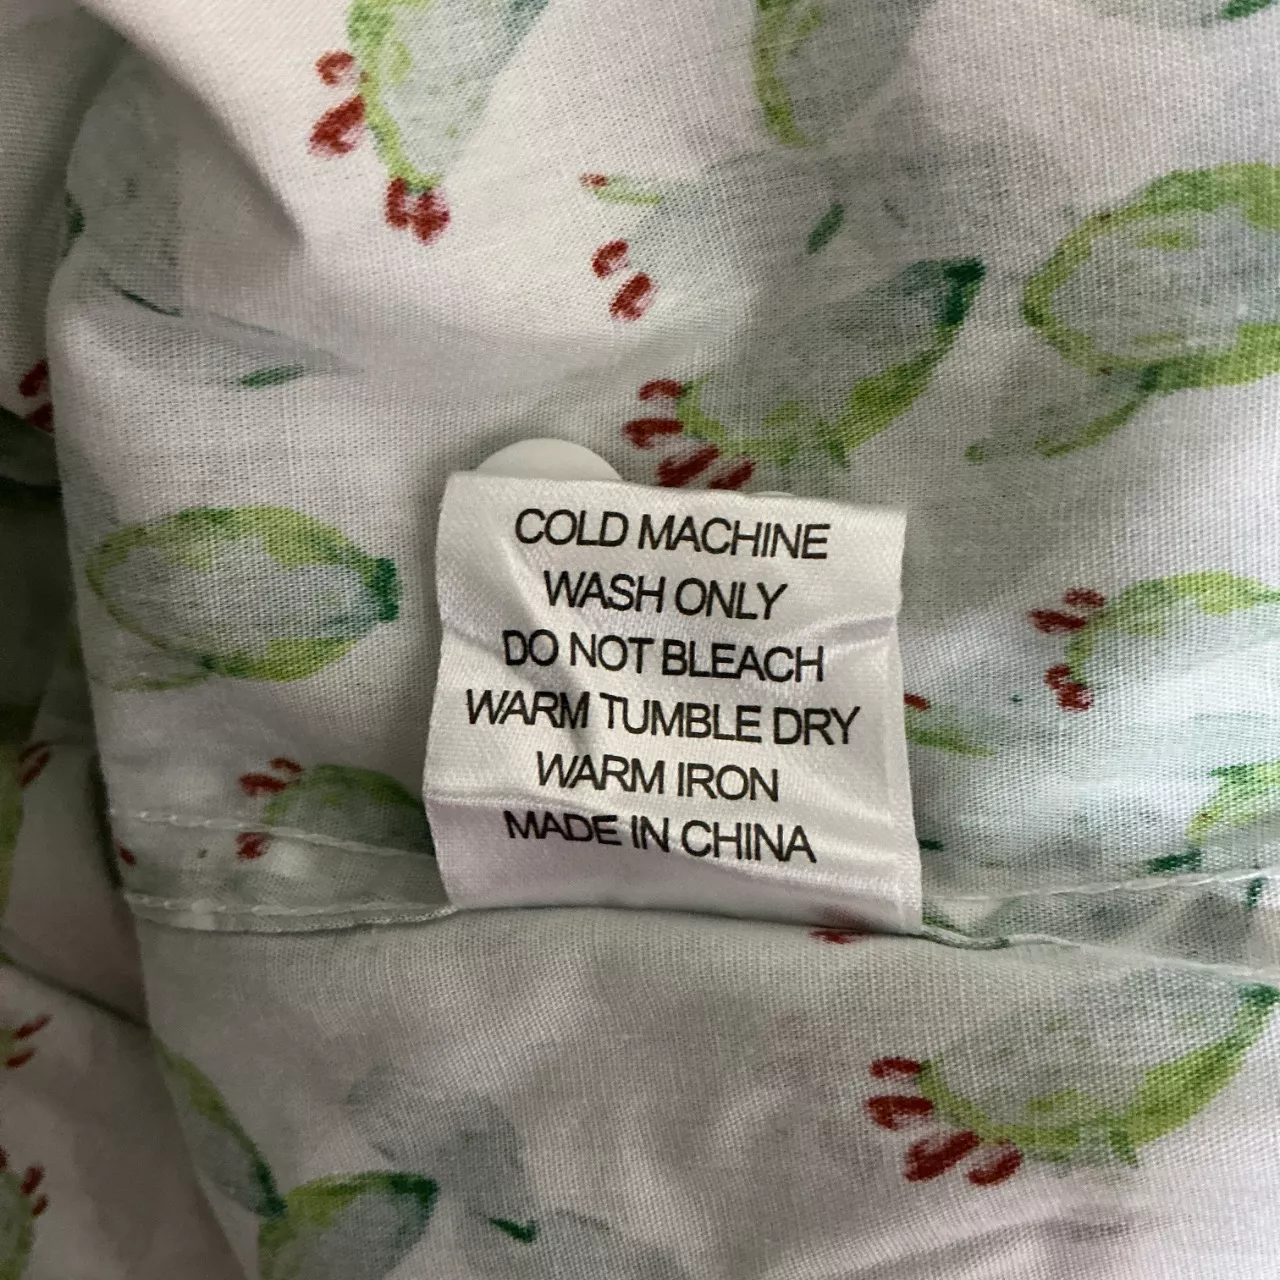 COLD MACHINE
WASH ONLY
DO NOT BLEACH
WARM TUMBLE DRY
WARM IRON
MADE IN CHINA